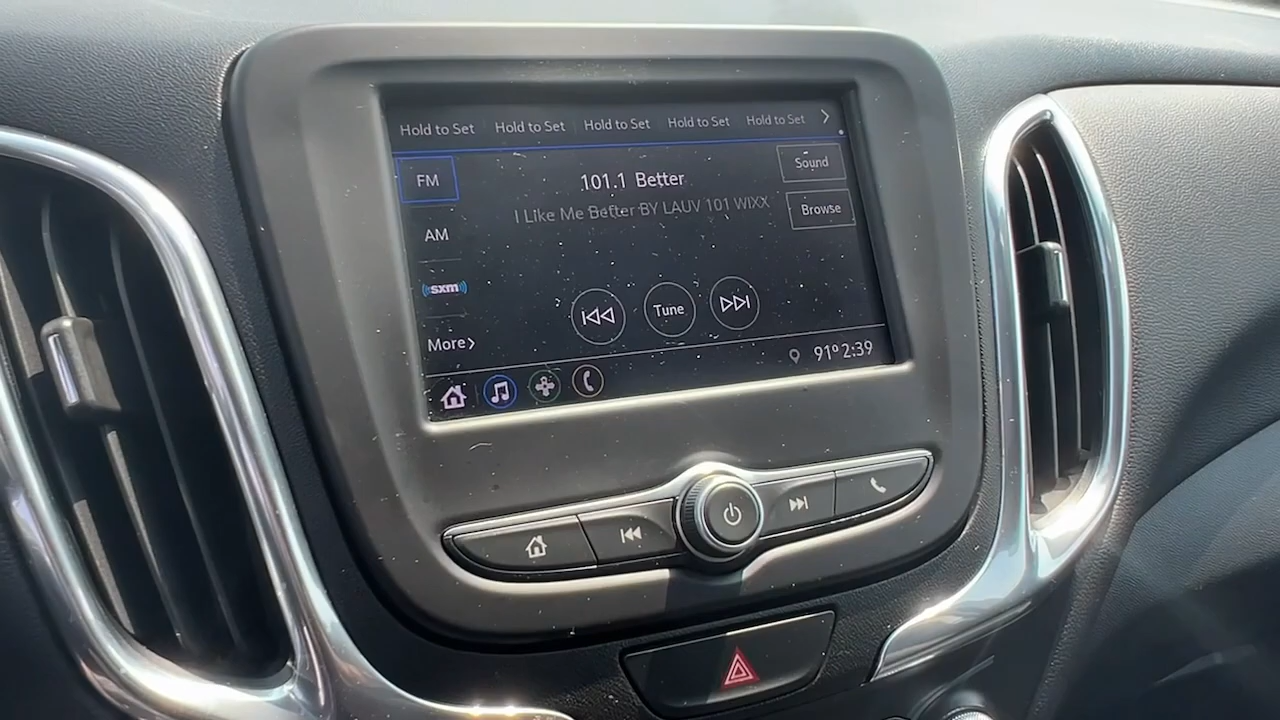 Hold to Set Hold to Set Hold to Set Hold to Set Hold to Set
FM
Sound
101.1 Better
I Like Me Better BY LAUV 101 WIXX
Browse
AM
sxm
Tune
More
91° 2:39